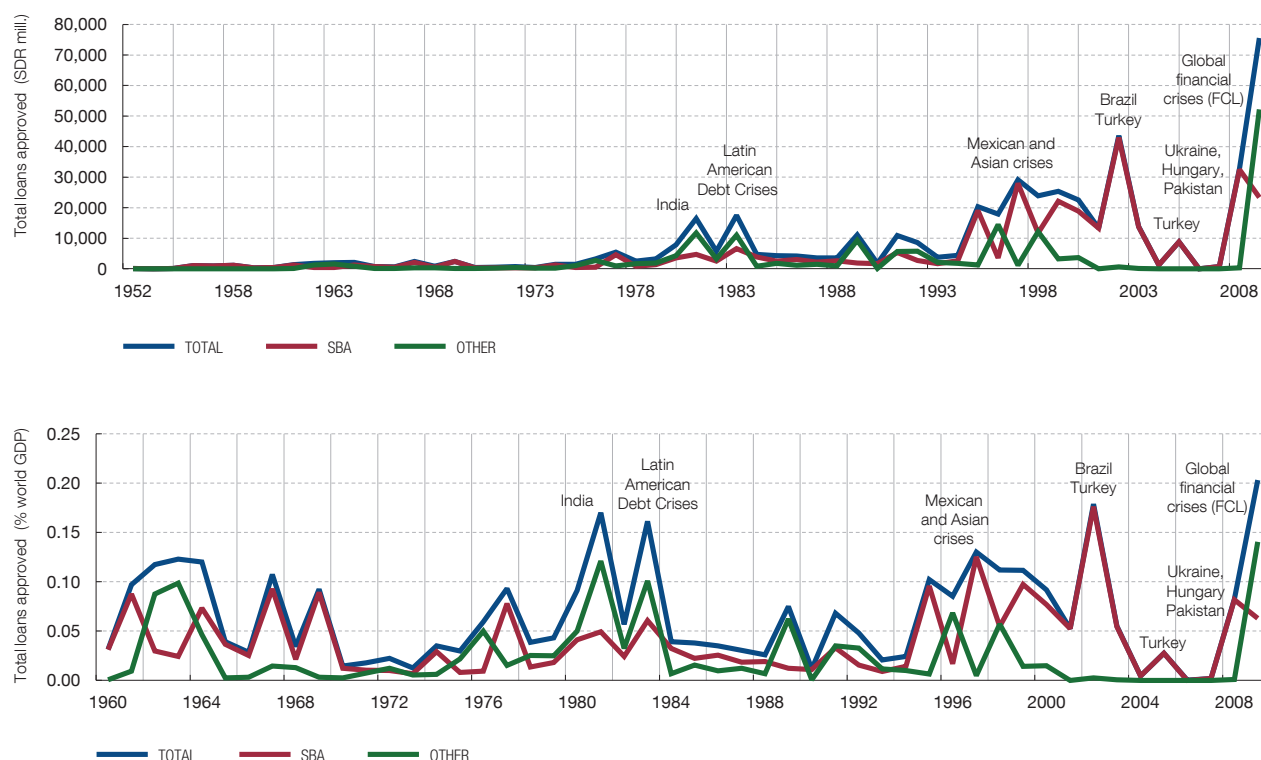 Total loans approved (SDR mill.)
80,000
70,000
60,000
50,000
40,000
30,000
20,000
10,000
0
India
Latin
American
Debt Crises
Mexican and
Asian crises
Brazil
Turkey
Turkey
Ukraine,
Hungary,
Pakistan
Global
financial
crises (FCL)
1952 1958 1963 1968 1973 1978 1983 1988 1993 1998 2003 2008
TOTAL SBA OTHER
Total loans approved (% world GDP)
0.25
0.20
0.15
0.10
0.05
0.00
India
Latin
American
Debt Crises
Mexican
and Asian
crises
Brazil
Turkey
Turkey
Ukraine,
Hungary
Pakistan
Global
financial
crises (FCL)
1960 1964 1968 1972 1976 1980 1984 1988 1992 1996 2000 2004 2008
TOTAL SBA OTHER